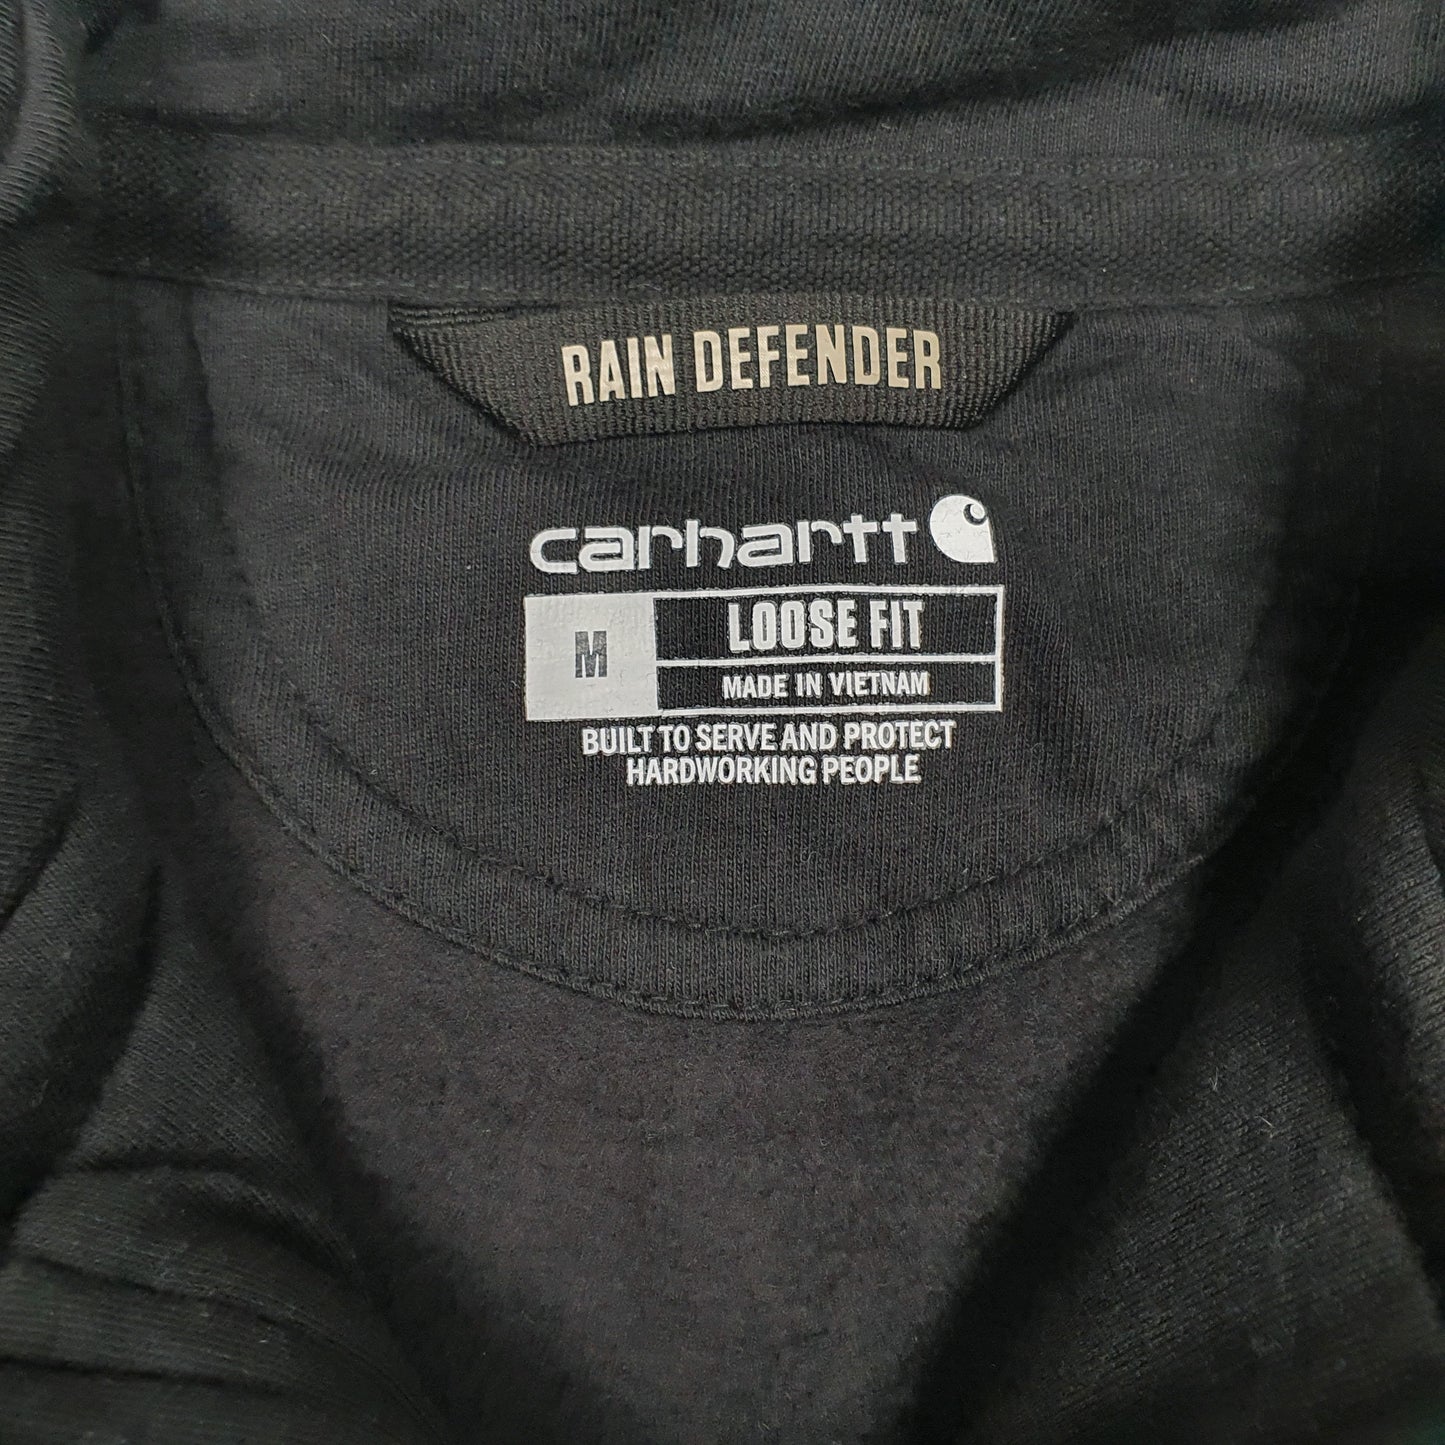 RAIN DEFENDER
carhartt
M
LOOSE FIT
MADE IN VIETNAM
BUILT TO SERVE AND PROTECT
HARDWORKING PEOPLE